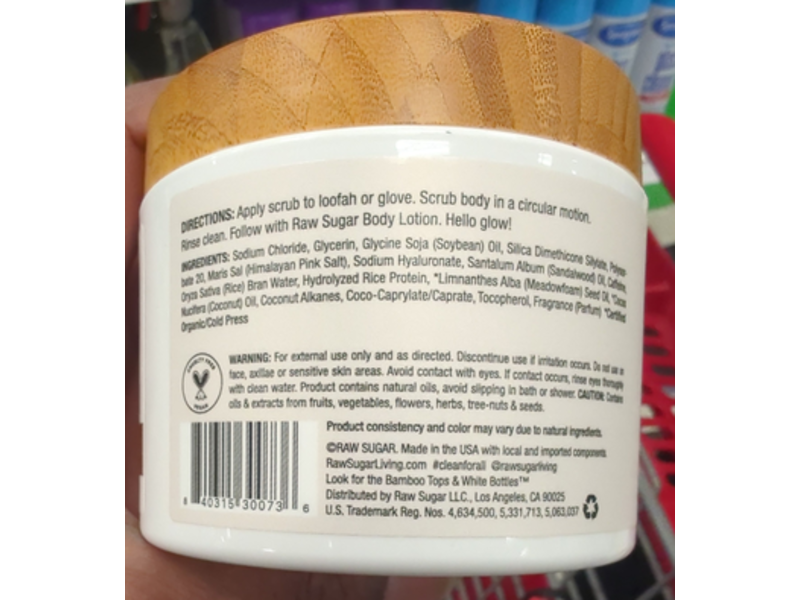 DIRECTIONS: Apply scrub to loofah or glove. Scrub body in a circular motion.
Rinse clean. Follow with Raw Sugar Body Lotion. Hello glow!
INGREDIENTS: Sodium Chloride, Glycerin, Glycine Soja (Soybean) Oil, Silica Dimethicone Silylate, Polysor-
bate 20, Maris Sal (Himalayan Pink Salt), Sodium Hyaluronate, Santalum Album (Sandalwood) Oil, Caffeine,
Oryza Sativa (Rice) Bran Water, Hydrolyzed Rice Protein, *Limnanthes Alba (Meadowfoam) Seed Oil, *Cocos
Nucifera (Coconut) Oil, Coconut Alkanes, Coco-Caprylate/Caprate, Tocopherol, Fragrance (Parfum) *Certified
Organic/Cold Press
CRUELTY FREE
VEGAN
WARNING: For external use only and as directed. Discontinue use if irritation occurs. Do not use on
face, axillae or sensitive skin areas. Avoid contact with eyes. If contact occurs, rinse eyes thoroughly
with clean water. Product contains natural oils, avoid slipping in bath or shower. CAUTION: Contains
oils & extracts from fruits, vegetables, flowers, herbs, tree-nuts & seeds.
Product consistency and color may vary due to natural ingredients.
©RAW SUGAR. Made in the USA with local and imported components.
RawSugarLiving.com #cleanforall @rawsugarliving
Look for the Bamboo Tops & White Bottles™
Distributed by Raw Sugar LLC., Los Angeles, CA 90025
U.S. Trademark Reg. Nos. 4,634,500, 5,331,713, 5,063,037
8 40315 30073 6